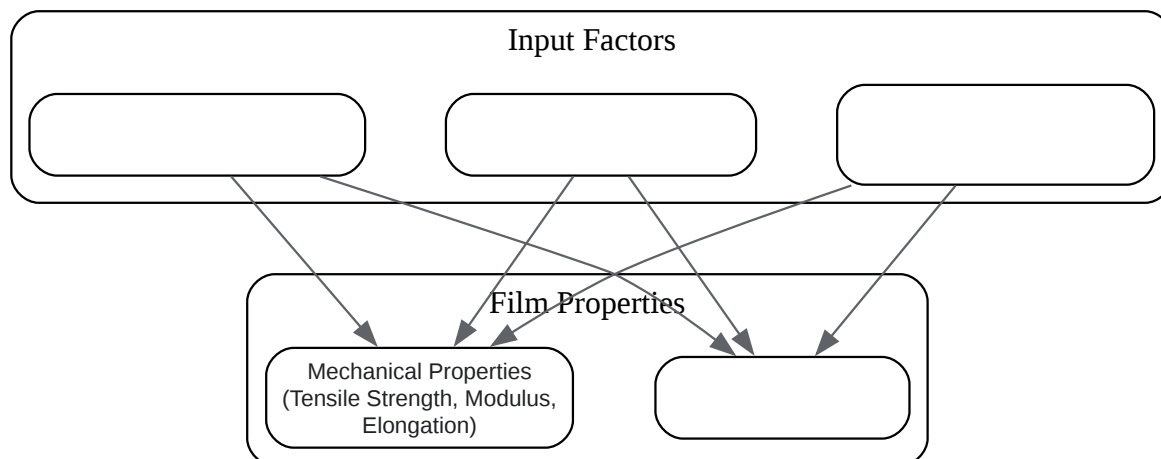 Input Factors
Film Properties
Mechanical Properties
(Tensile Strength, Modulus,
Elongation)